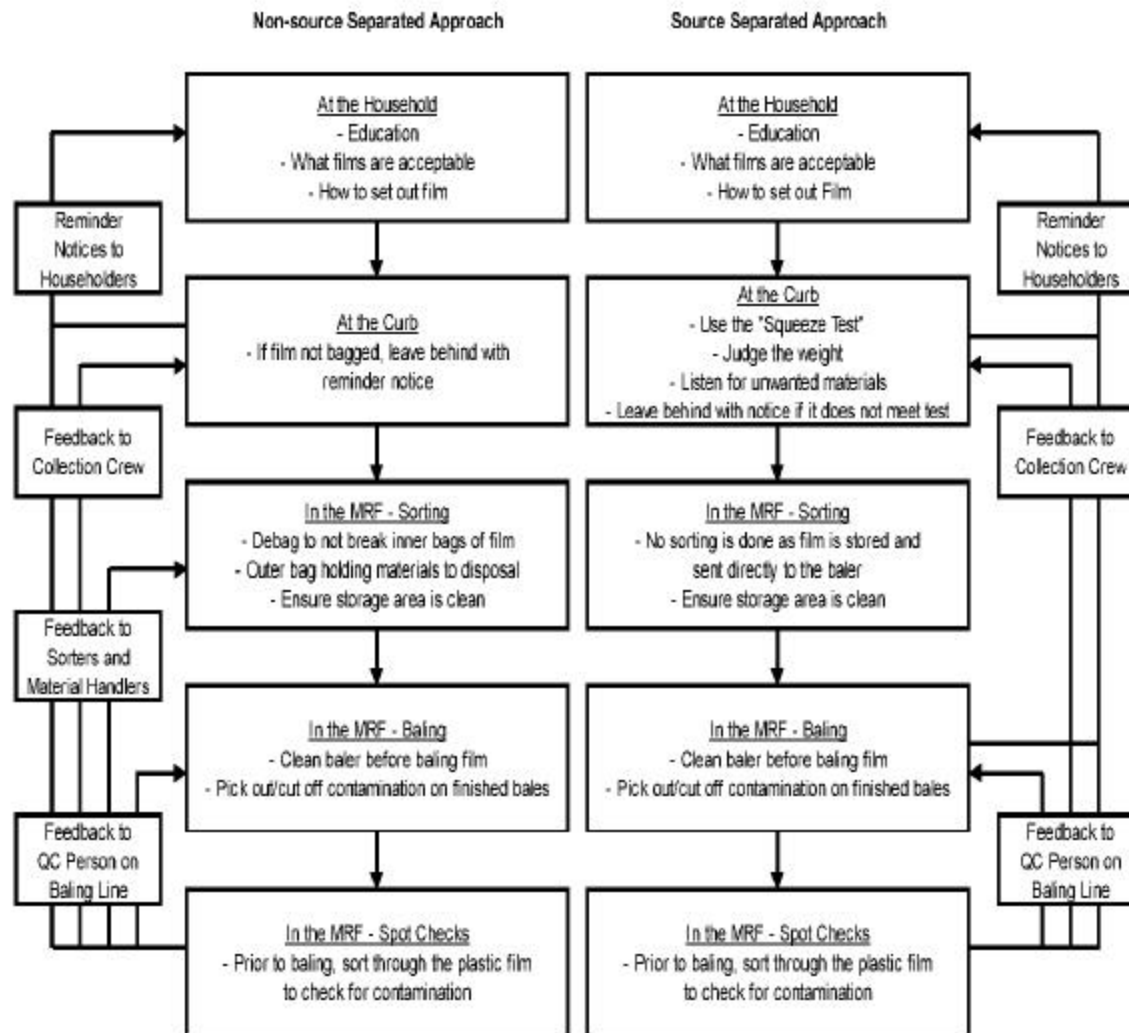 Non-source Separated Approach
Source Separated Approach
At the Household
- Education
- What films are acceptable
- How to set out film
At the Household
- Education
- What films are acceptable
- How to set out Film
Reminder
Notices to
Householders
Reminder
Notices to
Householders
At the Curb
- If film not bagged, leave behind with
reminder notice
At the Curb
- Use the "Squeeze Test"
- Judge the weight
- Listen for unwanted materials
- Leave behind with notice if it does not meet test
Feedback to
Collection Crew
Feedback to
Collection Crew
In the MRF - Sorting
- Debag to not break inner bags of film
- Outer bag holding materials to disposal
- Ensure storage area is clean
In the MRF - Sorting
- No sorting is done as film is stored and
sent directly to the baler
- Ensure storage area is clean
Feedback to
Sorters and
Material Handlers
In the MRF - Baling
- Clean baler before baling film
- Pick out/cut off contamination on finished bales
In the MRF - Baling
- Clean baler before baling film
- Pick out/cut off contamination on finished bales
Feedback to
QC Person on
Baling Line
Feedback to
QC Person on
Baling Line
In the MRF - Spot Checks
- Prior to baling, sort through the plastic film
to check for contamination
In the MRF - Spot Checks
- Prior to baling, sort through the plastic film
to check for contamination